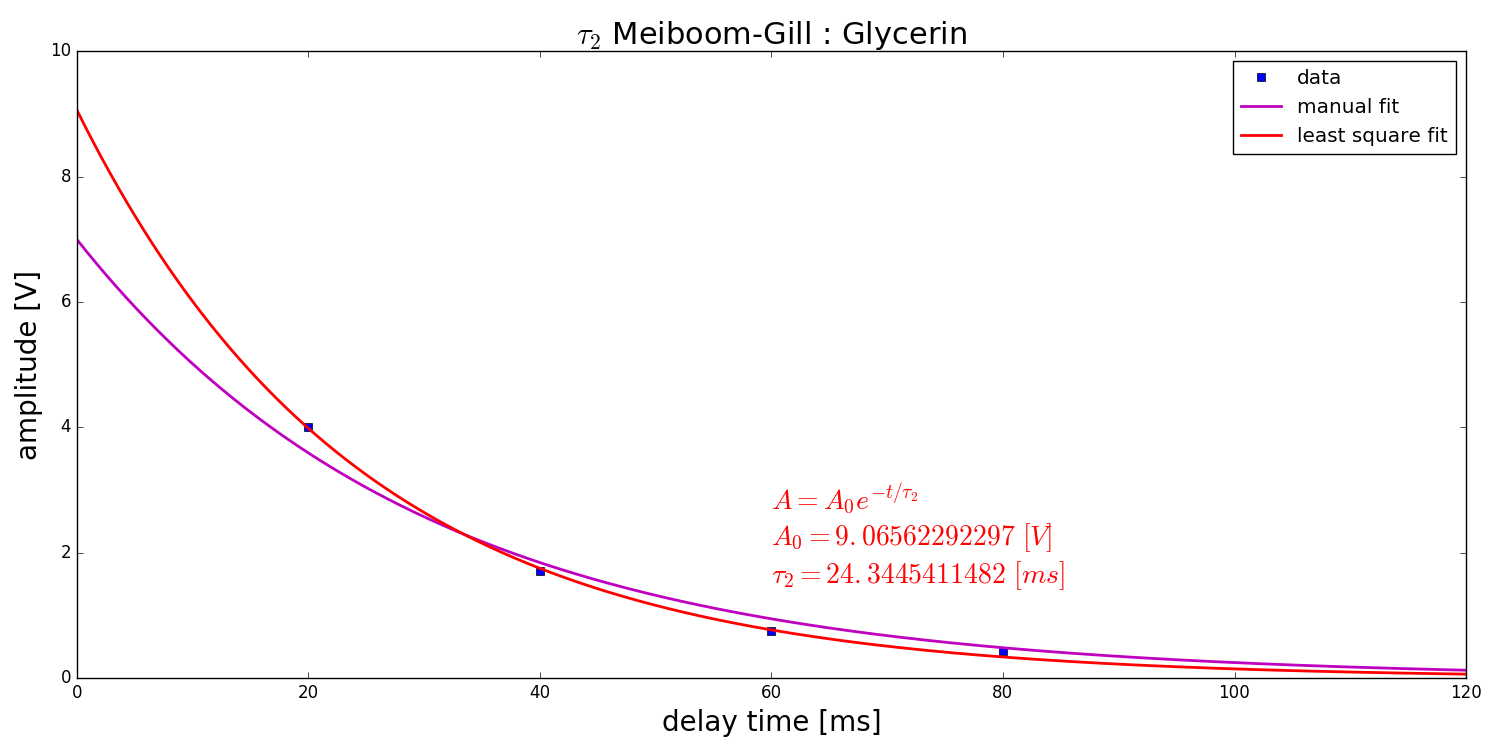 τ₂ Meiboom-Gill : Glycerin
10
8
6
4
2
0
amplitude [V]
data
manual fit
least square fit
A = A₀e^{-t/τ₂}
A₀ = 9.06562292297 [V]
τ₂ = 24.3445411482 [ms]
0 20 40 60 80 100 120
delay time [ms]